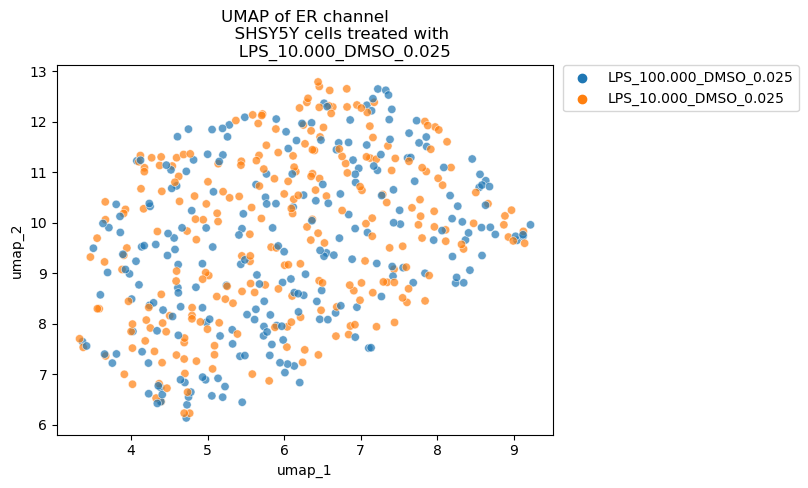 UMAP of ER channel
SHSY5Y cells treated with
LPS_10.000_DMSO_0.025
LPS_100.000_DMSO_0.025
LPS_10.000_DMSO_0.025
13
12
11
10
9
8
7
6
umap_2
4
5
6
7
8
9
umap_1